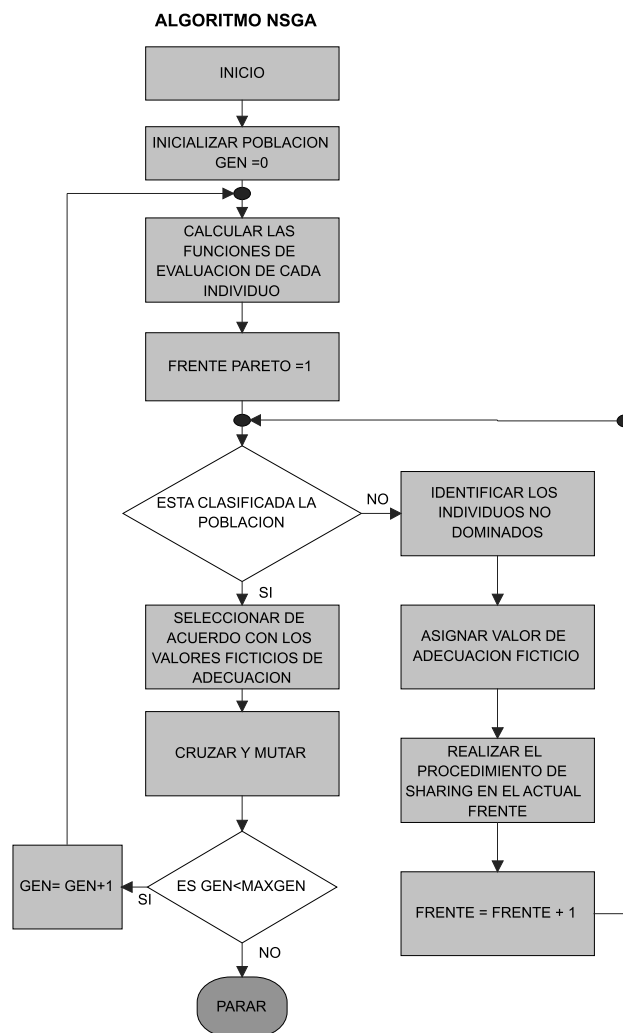 ALGORITMO NSGA
INICIO
INICIALIZAR POBLACION
GEN =0
CALCULAR LAS
FUNCIONES DE
EVALUACION DE CADA
INDIVIDUO
FRENTE PARETO =1
ESTA CLASIFICADA LA
POBLACION
NO
IDENTIFICAR LOS
INDIVIDUOS NO
DOMINADOS
SI
SELECCIONAR DE
ACUERDO CON LOS
VALORES FICTICIOS DE
ADECUACION
ASIGNAR VALOR DE
ADECUACION FICTICIO
CRUZAR Y MUTAR
REALIZAR EL
PROCEDIMIENTO DE
SHARING EN EL ACTUAL
FRENTE
GEN= GEN+1
SI
ES GEN<MAXGEN
FRENTE = FRENTE + 1
NO
PARAR